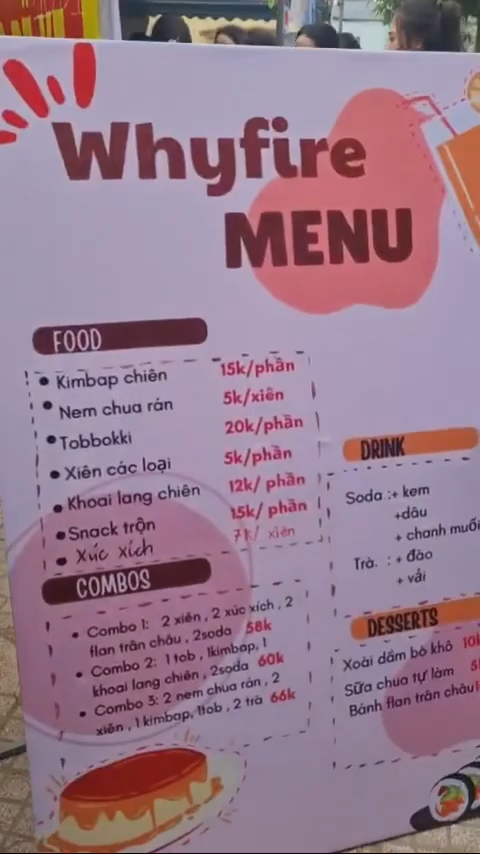 Whyfire
MENU
FOOD
• Kimbap chiên 15k/phần
• Nem chua rán 5k/xiên
• Tobbokki 20k/phần
• Xiên các loại 5k/phần
• Khoai lang chiên 12k/ phần
• Snack trộn 15k/ phần
• Xúc xích 7k/ xiên
COMBOS
• Combo 1: 2 xiên , 2 xúc xích , 2
flan trân châu , 2soda 58k
• Combo 2: 1 tob , 1kimbap, 1
khoai lang chiên , 2soda 60k
• Combo 3: 2 nem chua rán , 2
xiên , 1 kimbap, 1tob , 2 trà 66k
DRINK
Soda :+ kem
+dâu
+ chanh muối
Trà. : + đào
+ vải
DESSERTS
Xoài dầm bò khô 10k
Sữa chua tự làm
Bánh flan trân châu